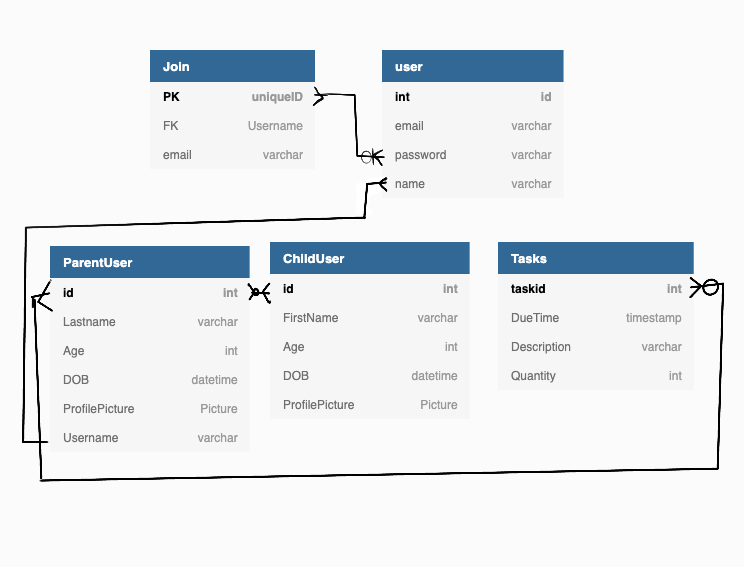 Join
PK uniqueID
FK Username
email varchar
user
int id
email varchar
password varchar
name varchar
ParentUser
id int
Lastname varchar
Age int
DOB datetime
ProfilePicture Picture
Username varchar
ChildUser
id int
FirstName varchar
Age int
DOB datetime
ProfilePicture Picture
Tasks
taskid int
DueTime timestamp
Description varchar
Quantity int